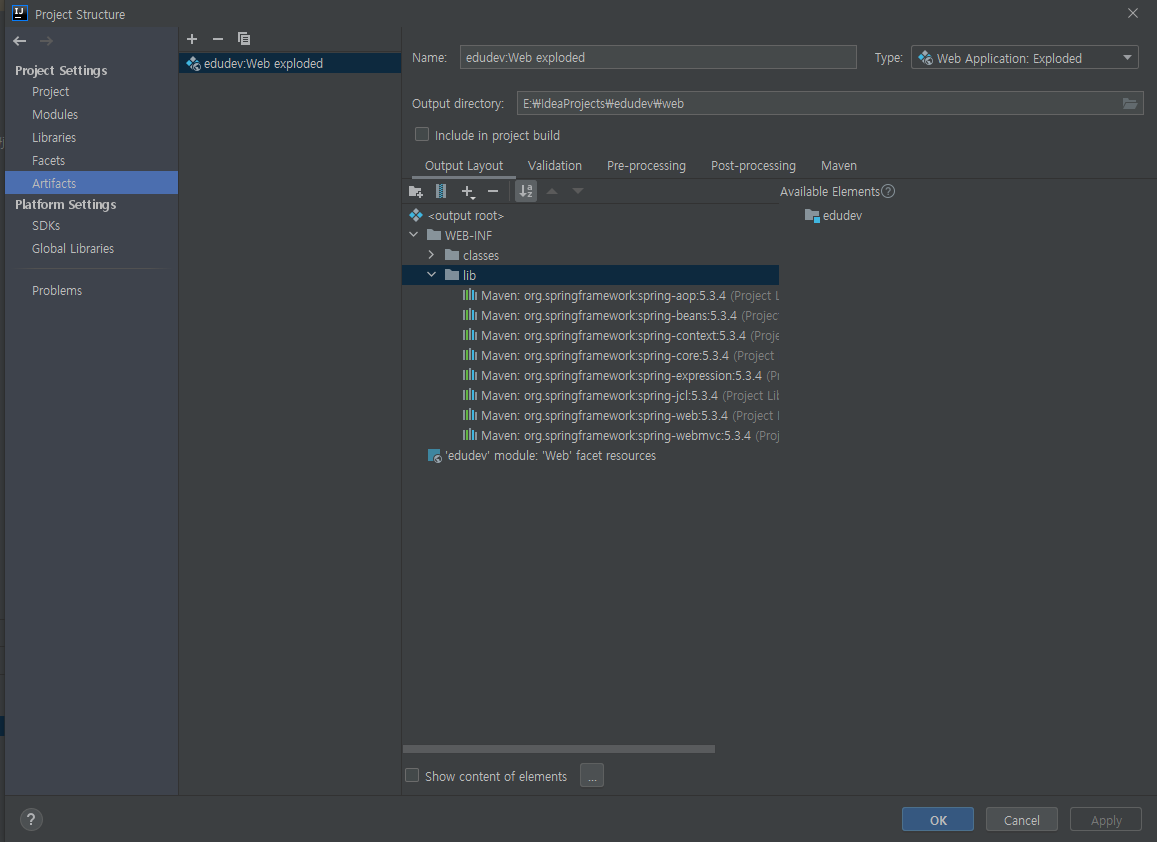 Project Structure
Project Settings
Project
Modules
Libraries
Facets
Artifacts
Platform Settings
SDKs
Global Libraries
Problems
edudev:Web exploded
Name: edudev:Web exploded Type: Web Application: Exploded
Output directory: E:₩IdeaProjects₩edudev₩web
Include in project build
Output Layout Validation Pre-processing Post-processing Maven
Available Elements
<output root>
edudev
WEB-INF
classes
lib
Maven: org.springframework:spring-aop:5.3.4 (Project L
Maven: org.springframework:spring-beans:5.3.4 (Project
Maven: org.springframework:spring-context:5.3.4 (Proje
Maven: org.springframework:spring-core:5.3.4 (Project
Maven: org.springframework:spring-expression:5.3.4 (Pr
Maven: org.springframework:spring-jcl:5.3.4 (Project Lib
Maven: org.springframework:spring-web:5.3.4 (Project l
Maven: org.springframework:spring-webmvc:5.3.4 (Proj
'edudev' module: 'Web' facet resources
Show content of elements ...
? OK Cancel Apply